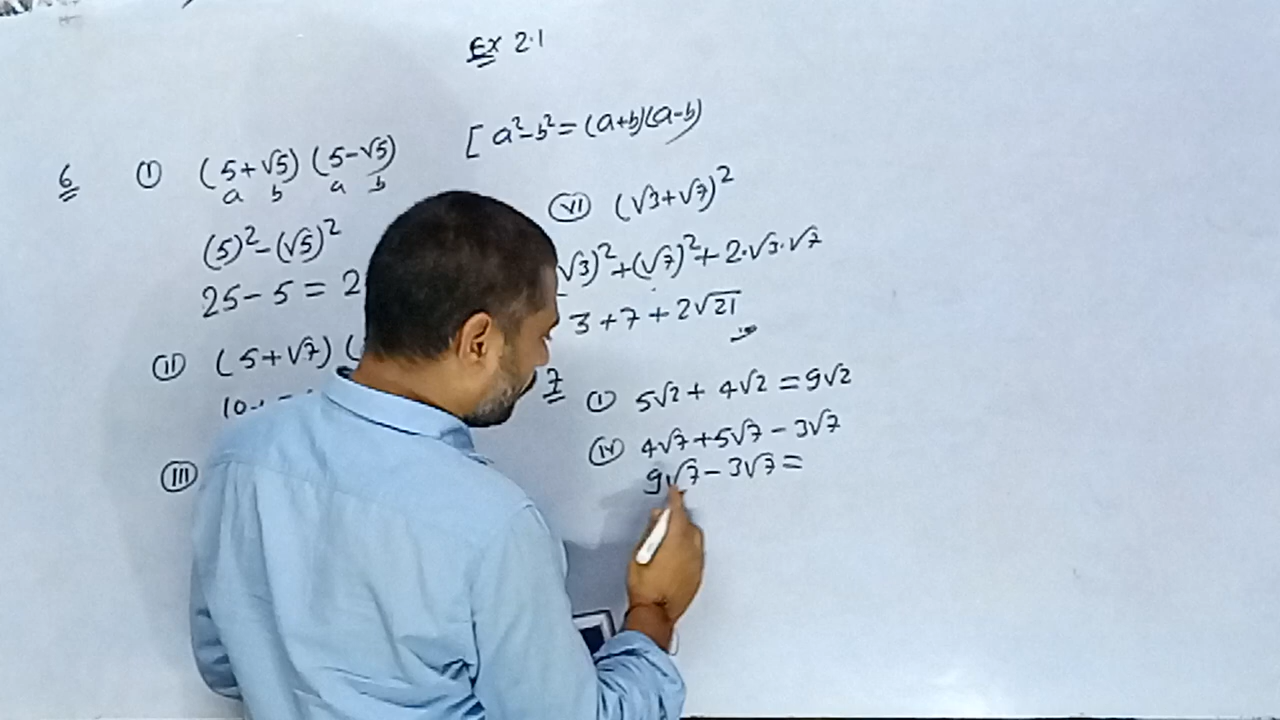 Ex 2.1
[ a²-b² = (a+b)(a-b)
6 (I) (5+√5) (5-√5)
a b a b
(5)²-(√5)²
25-5 = 2
(II) (5+√7) (
(III)
(VI) (√3+√7)²
√3)²+(√7)²+2·√3·√7
3+7+2√21
7 (I) 5√2+4√2 = 9√2
(IV) 4√7+5√7-3√7
9√7-3√7=